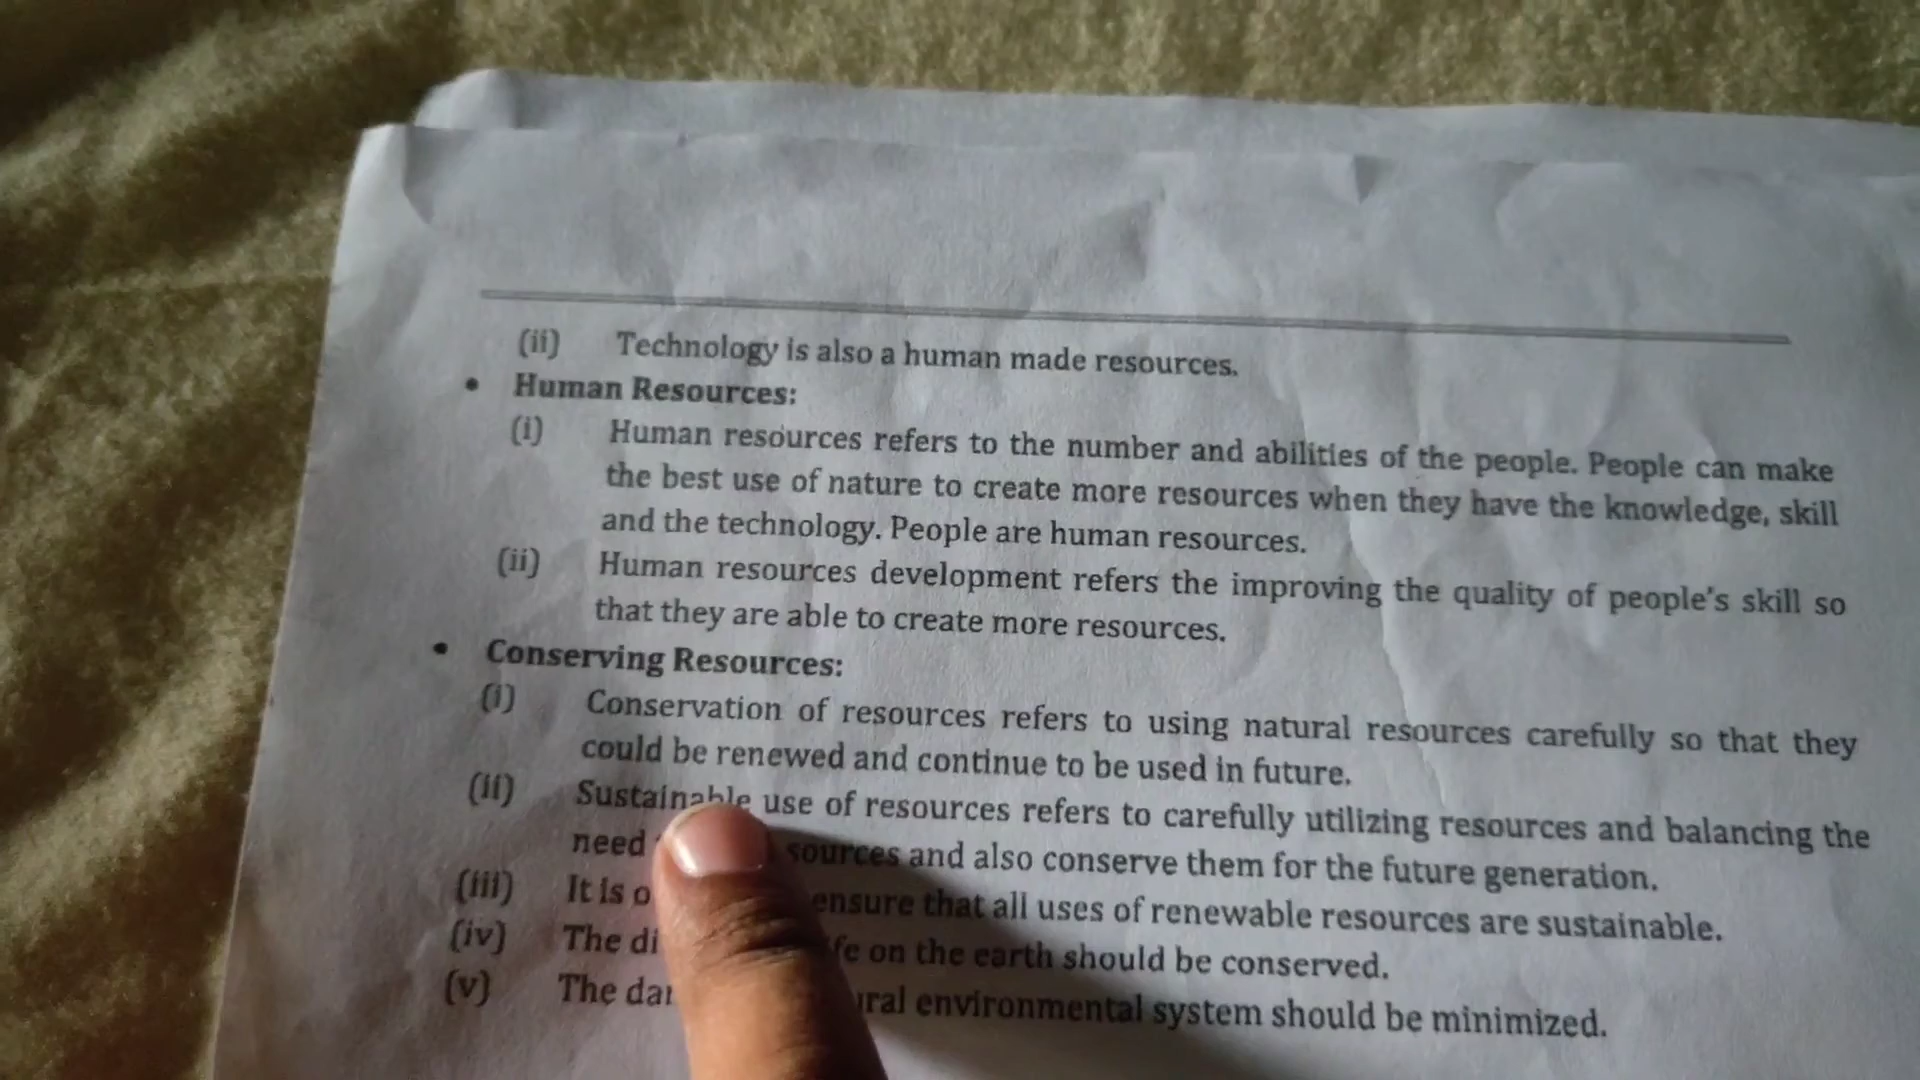 (ii) Technology is also a human made resources.
• Human Resources:
(i) Human resources refers to the number and abilities of the people. People can make
the best use of nature to create more resources when they have the knowledge, skill
and the technology. People are human resources.
(ii) Human resources development refers the improving the quality of people's skill so
that they are able to create more resources.
• Conserving Resources:
(i) Conservation of resources refers to using natural resources carefully so that they
could be renewed and continue to be used in future.
(ii) Sustainable use of resources refers to carefully utilizing resources and balancing the
need sources and also conserve them for the future generation.
(iii) It is ensure that all uses of renewable resources are sustainable.
(iv) The on the earth should be conserved.
(v) The environmental system should be minimized.